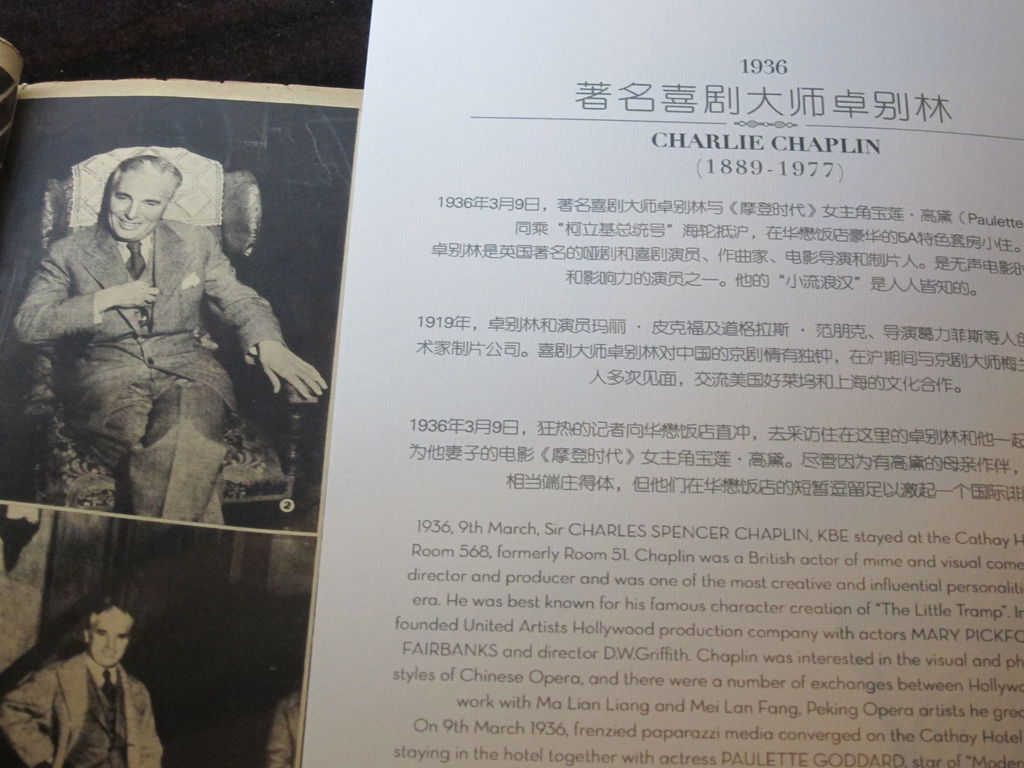 1936
著名喜剧大师卓别林
CHARLIE CHAPLIN
(1889-1977)
1936年3月9日，著名喜剧大师卓别林与《摩登时代》女主角宝莲·高黛（Paulette
同乘“柯立基总统号”海轮抵沪，在华懋饭店豪华的5A特色套房小住。
卓别林是英国著名的哑剧和喜剧演员、作曲家、电影导演和制片人。是无声电影时
和影响力的演员之一。他的“小流浪汉”是人人皆知的。
1919年，卓别林和演员玛丽·皮克福及道格拉斯·范朋克、导演葛力菲斯等人创
术家制片公司。喜剧大师卓别林对中国的京剧情有独钟，在沪期间与京剧大师梅兰
人多次见面，交流美国好莱坞和上海的文化合作。
1936年3月9日，狂热的记者向华懋饭店直冲，去采访住在这里的卓别林和他一起
为他妻子的电影《摩登时代》女主角宝莲·高黛。尽管因为有高黛的母亲作伴，
相当端庄得体，但他们在华懋饭店的短暂逗留足以激起一个国际诽
1936, 9th March, Sir CHARLES SPENCER CHAPLIN, KBE stayed at the Cathay H
Room 568, formerly Room 51. Chaplin was a British actor of mime and visual come
director and producer and was one of the most creative and influential personaliti
era. He was best known for his famous character creation of "The Little Tramp". In
founded United Artists Hollywood production company with actors MARY PICKFO
FAIRBANKS and director D.W.Griffith. Chaplin was interested in the visual and ph
styles of Chinese Opera, and there were a number of exchanges between Hollywo
work with Ma Lian Liang and Mei Lan Fang, Peking Opera artists he grea
On 9th March 1936, frenzied paparazzi media converged on the Cathay Hotel
staying in the hotel together with actress PAULETTE GODDARD, star of "Modern
2